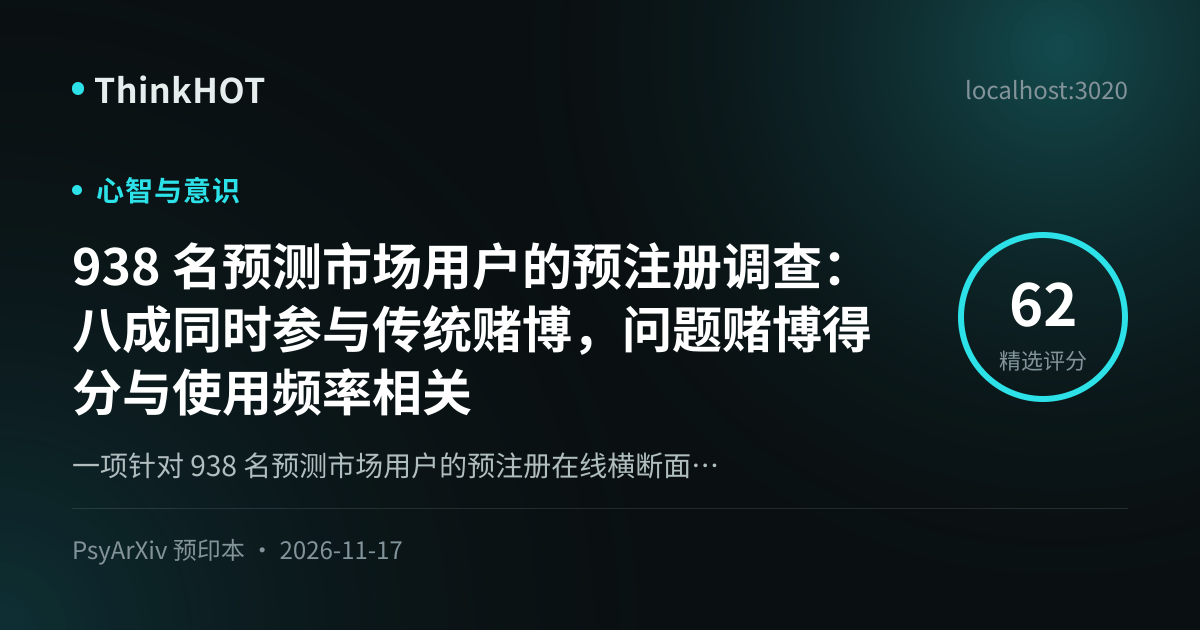 ThinkHOT
localhost:3020
心智与意识
938 名预测市场用户的预注册调查：
八成同时参与传统赌博，问题赌博得
分与使用频率相关
62
精选评分
一项针对 938 名预测市场用户的预注册在线横断面…
PsyArXiv 预印本 · 2026-11-17